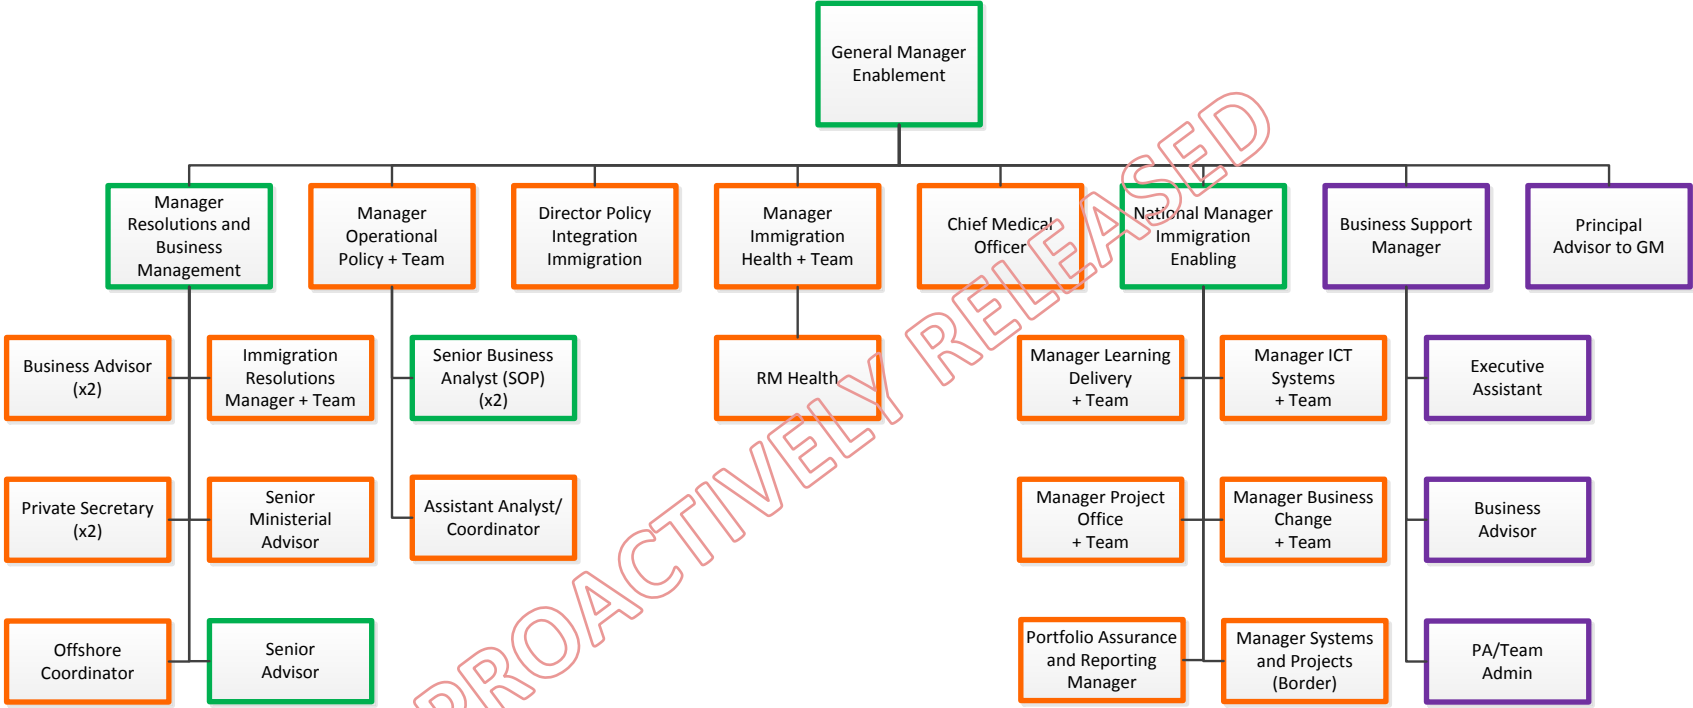 General Manager
Enablement
Manager
Resolutions and
Business
Management
Manager
Operational
Policy + Team
Director Policy
Integration
Immigration
Manager
Immigration
Health + Team
Chief Medical
Officer
National Manager
Immigration
Enabling
Business Support
Manager
Principal
Advisor to GM
Business Advisor
(x2)
Immigration
Resolutions
Manager + Team
Senior Business
Analyst (SOP)
(x2)
RM Health
Manager Learning
Delivery
+ Team
Manager ICT
Systems
+ Team
Executive
Assistant
Private Secretary
(x2)
Senior
Ministerial
Advisor
Assistant Analyst/
Coordinator
Manager Project
Office
+ Team
Manager Business
Change
+ Team
Business
Advisor
Offshore
Coordinator
Senior
Advisor
Portfolio Assurance
and Reporting
Manager
Manager Systems
and Projects
(Border)
PA/Team
Admin
PROACTIVELY RELEASED